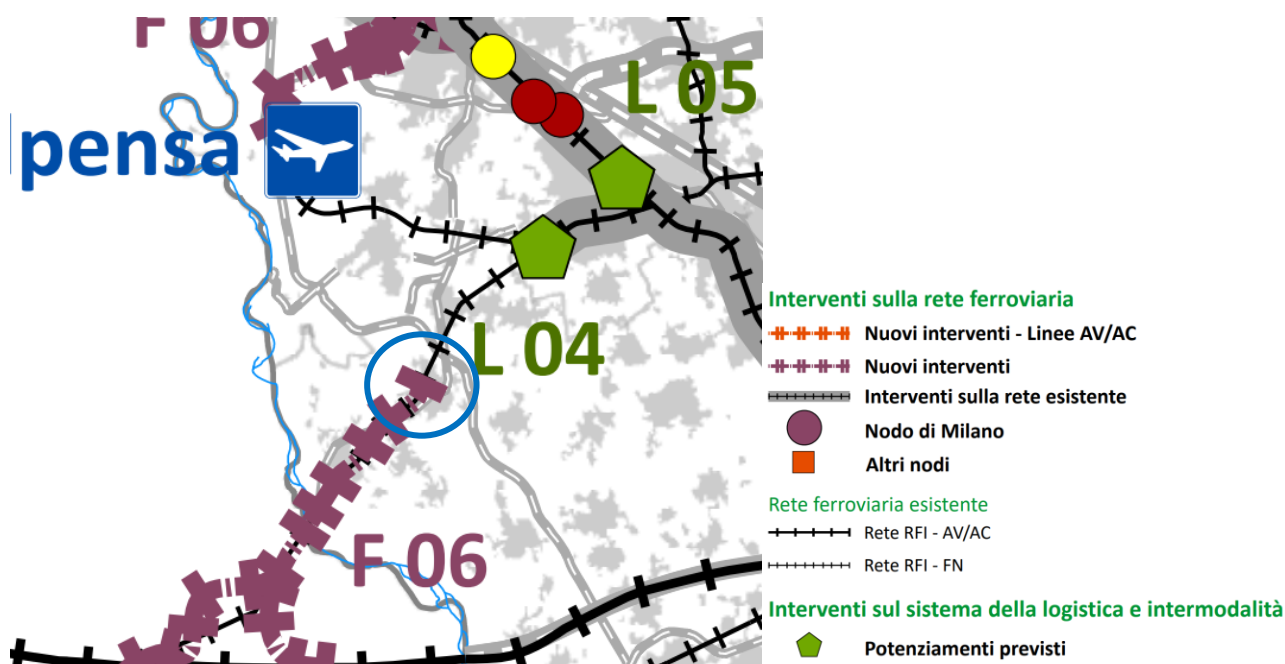 F 06
L 05
pensa
L 04
F 06
Interventi sulla rete ferroviaria
Nuovi interventi - Linee AV/AC
Nuovi interventi
Interventi sulla rete esistente
Nodo di Milano
Altri nodi
Rete ferroviaria esistente
Rete RFI - AV/AC
Rete RFI - FN
Interventi sul sistema della logistica e intermodalità
Potenziamenti previsti